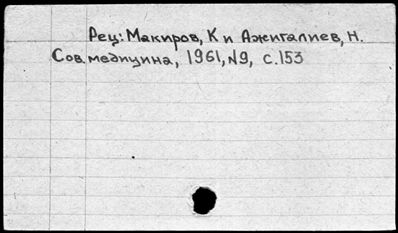 Рец: Макиров, К и Ажигалиев, Н.
Сов. медицина, 1961, №9, с.153